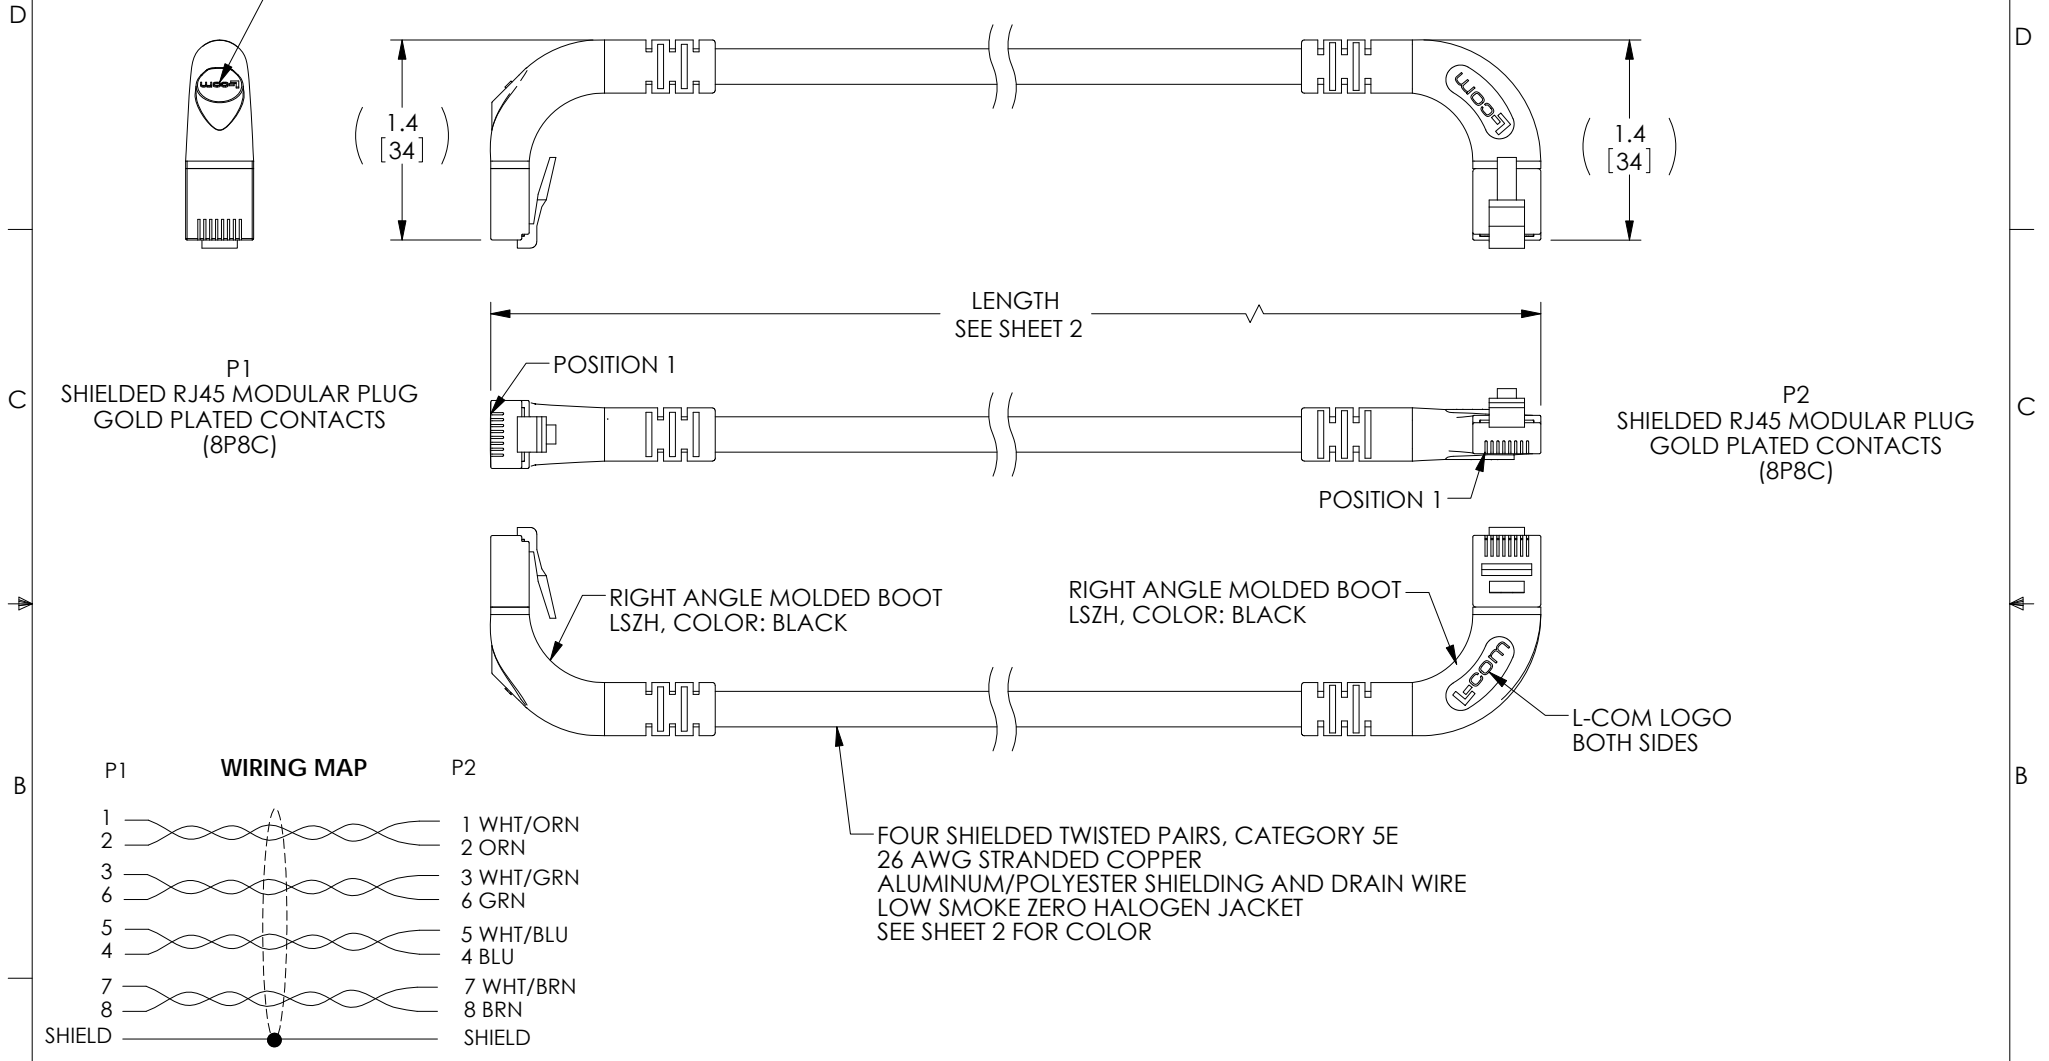 D
D
L-com
L-com
1.4
[34]
1.4
[34]
LENGTH
SEE SHEET 2
POSITION 1
P1
SHIELDED RJ45 MODULAR PLUG
GOLD PLATED CONTACTS
(8P8C)
C
C
P2
SHIELDED RJ45 MODULAR PLUG
GOLD PLATED CONTACTS
(8P8C)
POSITION 1
RIGHT ANGLE MOLDED BOOT
LSZH, COLOR: BLACK
RIGHT ANGLE MOLDED BOOT
LSZH, COLOR: BLACK
L-com
L-COM LOGO
BOTH SIDES
B
B
P1 WIRING MAP P2
1 1 WHT/ORN
2 2 ORN
3 3 WHT/GRN
6 6 GRN
5 5 WHT/BLU
4 4 BLU
7 7 WHT/BRN
8 8 BRN
SHIELD SHIELD
FOUR SHIELDED TWISTED PAIRS, CATEGORY 5E
26 AWG STRANDED COPPER
ALUMINUM/POLYESTER SHIELDING AND DRAIN WIRE
LOW SMOKE ZERO HALOGEN JACKET
SEE SHEET 2 FOR COLOR